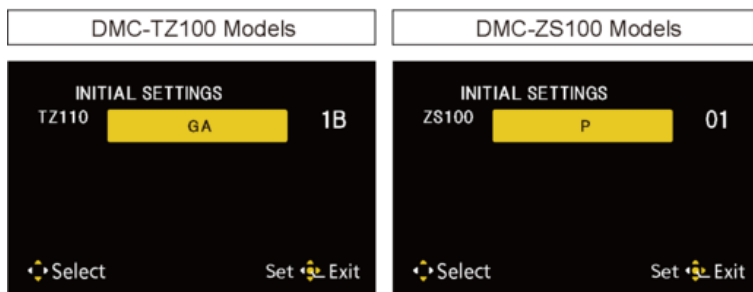 DMC-TZ100 Models
INITIAL SETTINGS
TZ110 GA 1B
Select Set Exit
DMC-ZS100 Models
INITIAL SETTINGS
ZS100 P 01
Select Set Exit